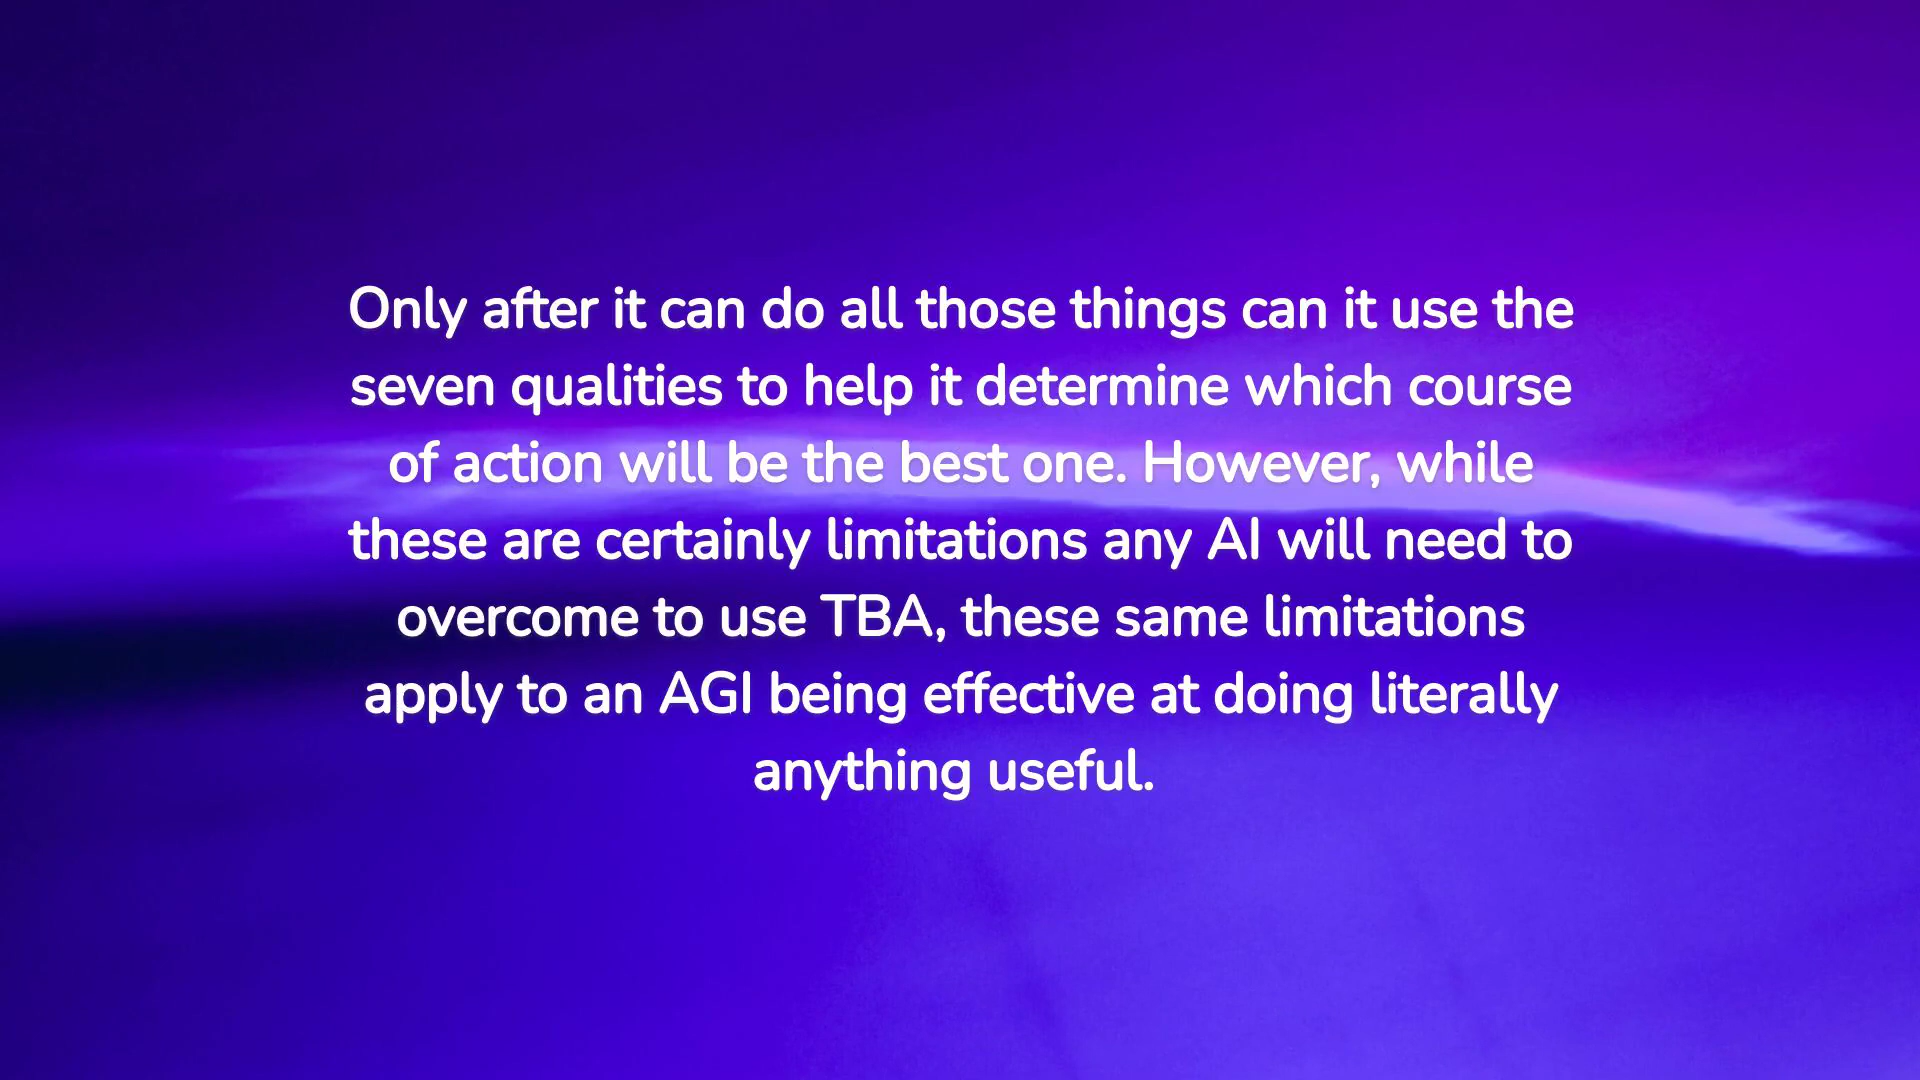 Only after it can do all those things can it use the
seven qualities to help it determine which course
of action will be the best one. However, while
these are certainly limitations any AI will need to
overcome to use TBA, these same limitations
apply to an AGI being effective at doing literally
anything useful.